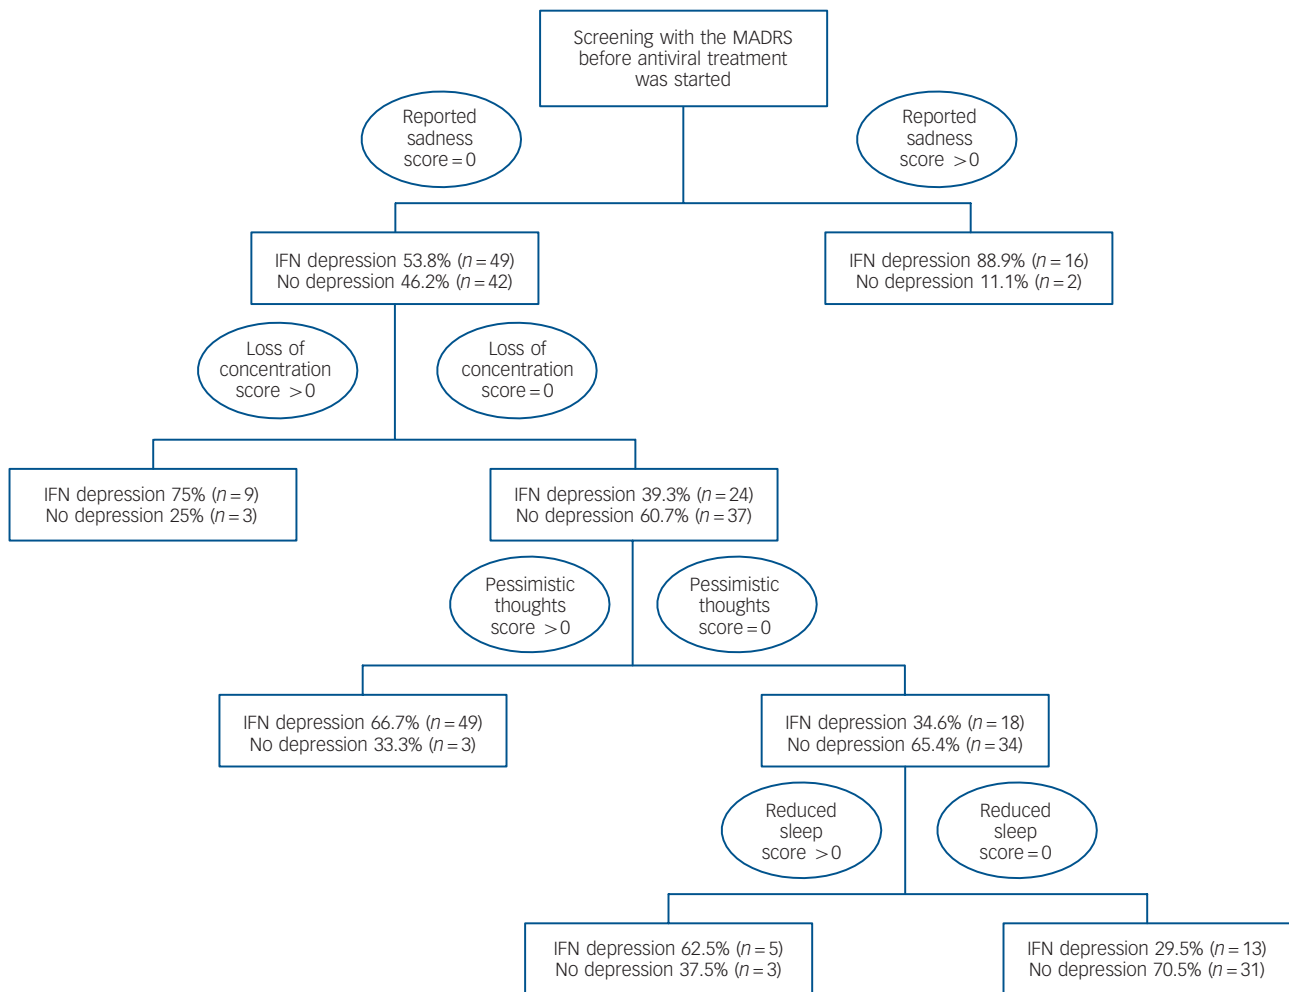 Screening with the MADRS
before antiviral treatment
was started
Reported
sadness
score = 0
Reported
sadness
score >0
IFN depression 53.8% (n = 49)
No depression 46.2% (n = 42)
IFN depression 88.9% (n = 16)
No depression 11.1% (n = 2)
Loss of
concentration
score >0
Loss of
concentration
score = 0
IFN depression 75% (n = 9)
No depression 25% (n = 3)
IFN depression 39.3% (n = 24)
No depression 60.7% (n = 37)
Pessimistic
thoughts
score >0
Pessimistic
thoughts
score = 0
IFN depression 66.7% (n = 49)
No depression 33.3% (n = 3)
IFN depression 34.6% (n = 18)
No depression 65.4% (n = 34)
Reduced
sleep
score >0
Reduced
sleep
score = 0
IFN depression 62.5% (n = 5)
No depression 37.5% (n = 3)
IFN depression 29.5% (n = 13)
No depression 70.5% (n = 31)